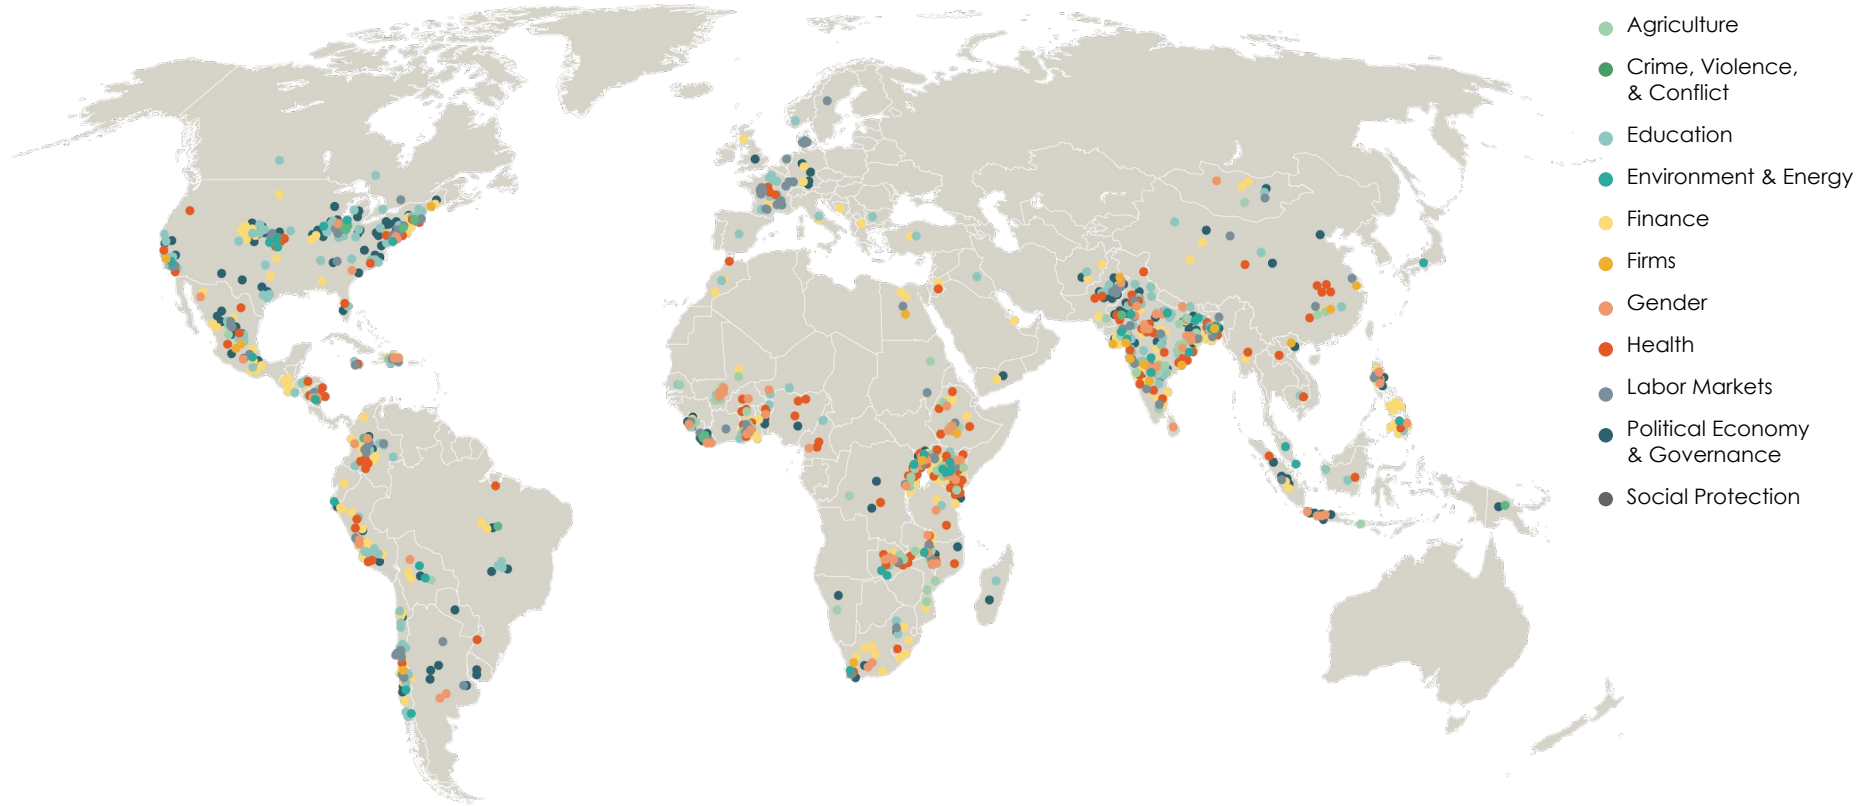 Agriculture
Crime, Violence,
& Conflict
Education
Environment & Energy
Finance
Firms
Gender
Health
Labor Markets
Political Economy
& Governance
Social Protection